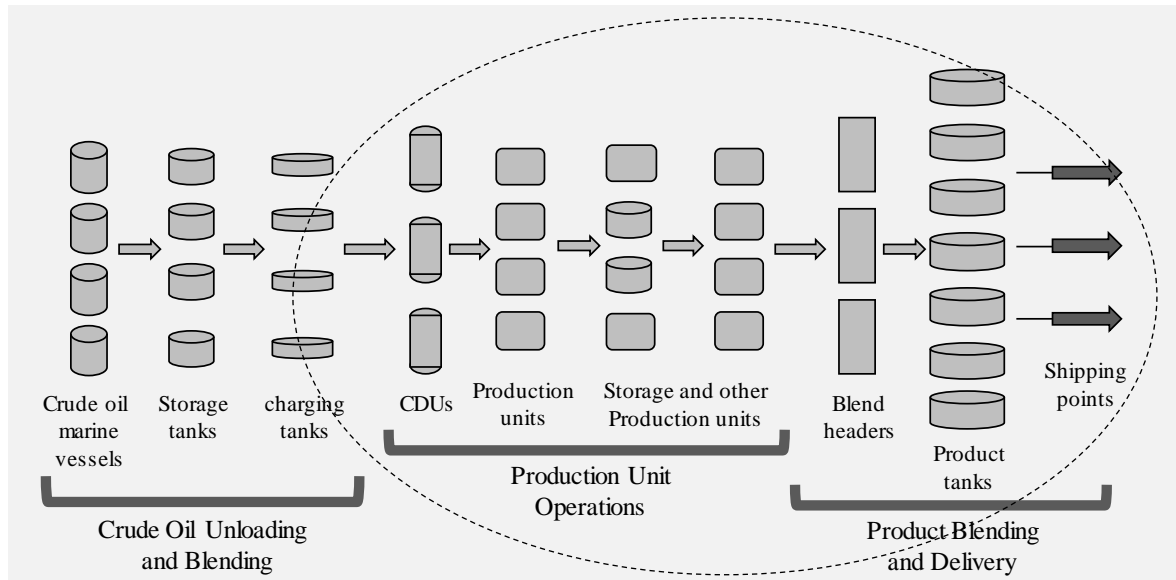 Crude oil
marine
vessels
Storage
tanks
charging
tanks
CDUs
Production
units
Storage and other
Production units
Blend
headers
Product
tanks
Shipping
points
Crude Oil Unloading
and Blending
Production Unit
Operations
Product Blending
and Delivery